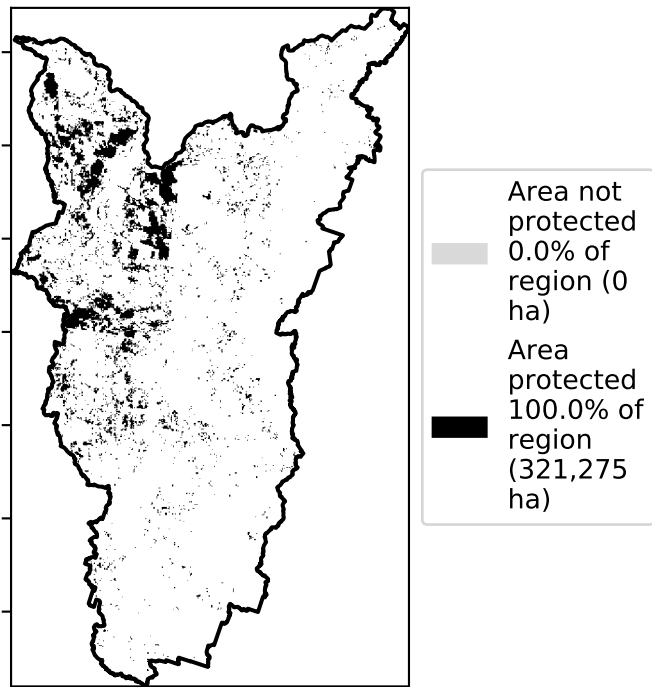 Area not
protected
0.0% of
region (0
ha)
Area
protected
100.0% of
region
(321,275
ha)